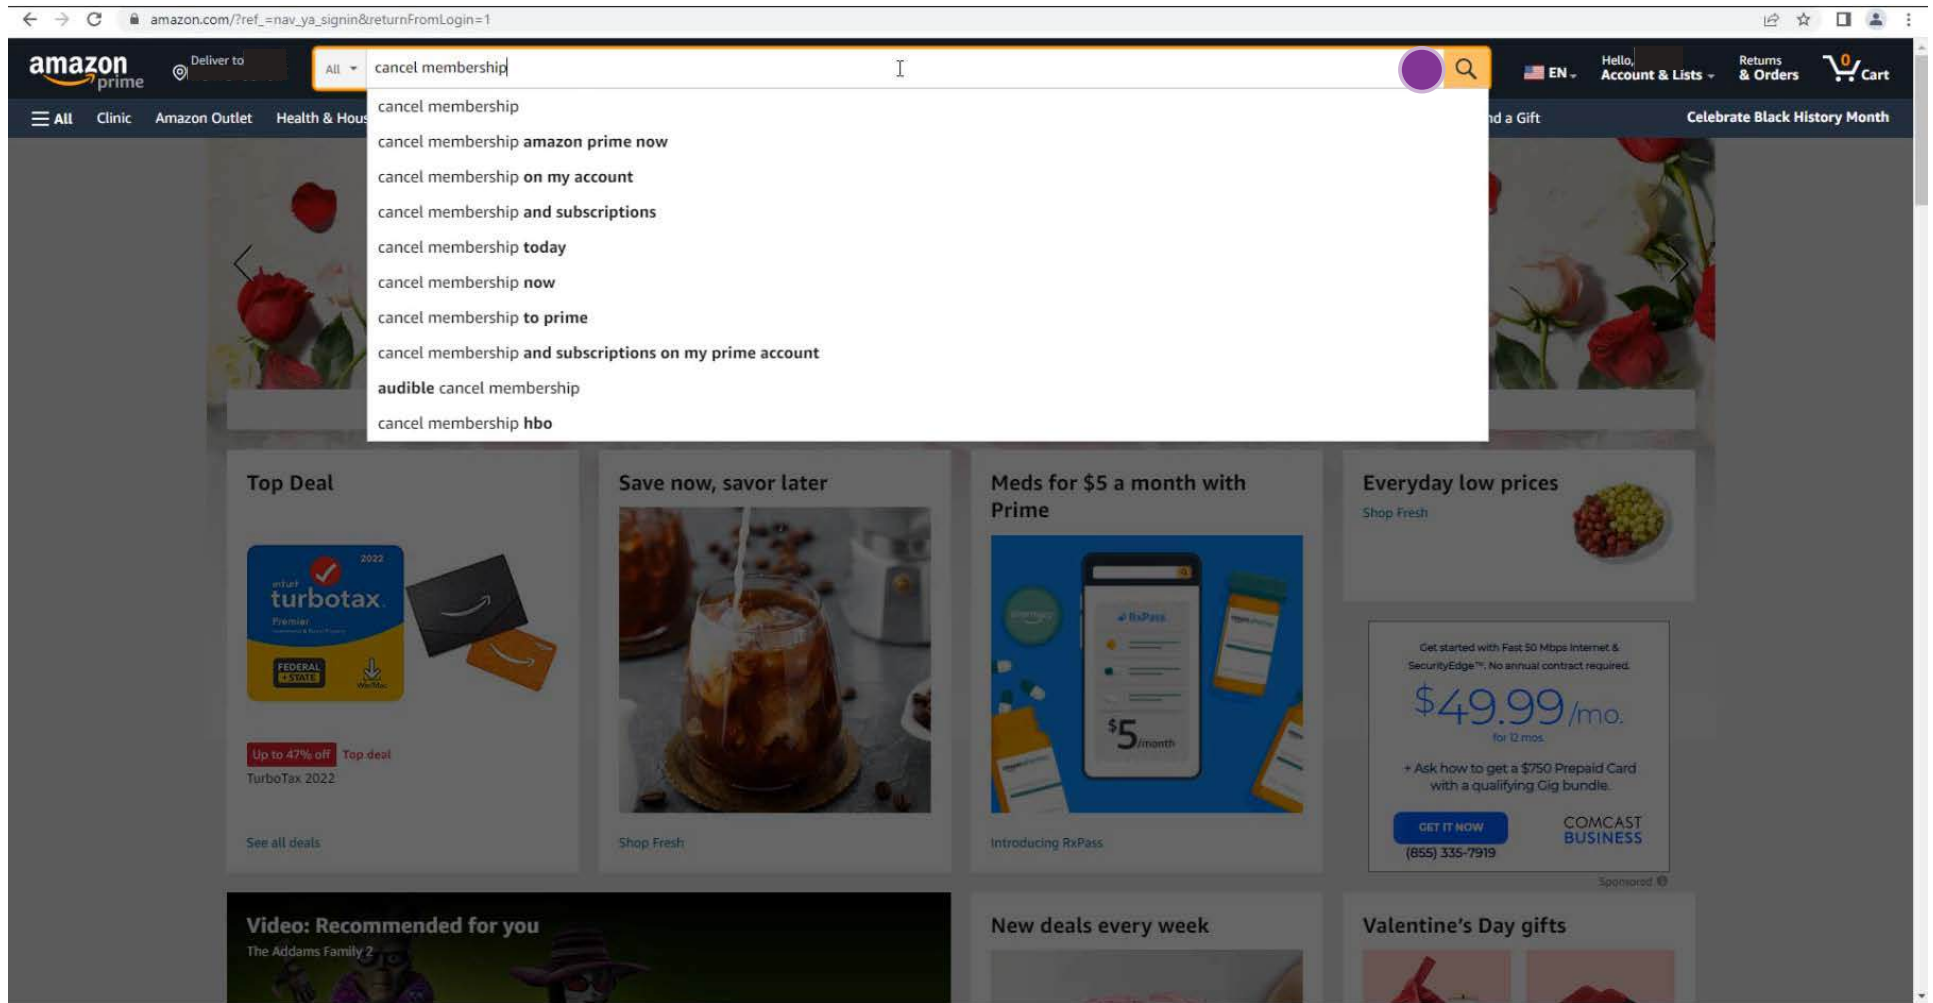 amazon.com/?ref_=nav_ya_signin&returnFromLogin=1
amazon
prime
Deliver to
All
cancel membership
EN
Hello,
Account & Lists
Returns
& Orders
0
Cart
All
Clinic
Amazon Outlet
Health & Hous
nd a Gift
Celebrate Black History Month
cancel membership
cancel membership amazon prime now
cancel membership on my account
cancel membership and subscriptions
cancel membership today
cancel membership now
cancel membership to prime
cancel membership and subscriptions on my prime account
audible cancel membership
cancel membership hbo
Top Deal
2022
intuit
turbotax.
Premier
FEDERAL
+ STATE
Win/Mac
Up to 47% off Top deal
TurboTax 2022
See all deals
Save now, savor later
Shop Fresh
Meds for $5 a month with
Prime
RxPass
$5/month
Introducing RxPass
Everyday low prices
Shop Fresh
Get started with Fast 50 Mbps Internet &
SecurityEdge™. No annual contract required.
$49.99/mo.
for 12 mos.
+ Ask how to get a $750 Prepaid Card
with a qualifying Gig bundle.
GET IT NOW
(855) 335-7919
COMCAST
BUSINESS
Sponsored
Video: Recommended for you
The Addams Family 2
New deals every week
Valentine's Day gifts